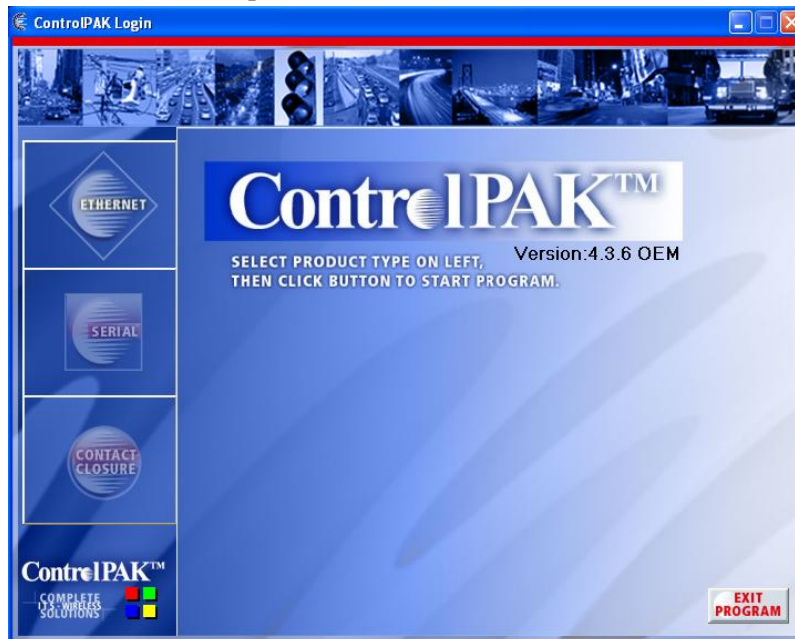 ControlPAK Login
ETHERNET
SERIAL
CONTACT
CLOSURE
ControlPAK™
Version:4.3.6 OEM
SELECT PRODUCT TYPE ON LEFT,
THEN CLICK BUTTON TO START PROGRAM.
ControlPAK™
COMPLETE
I.T.S - WIRELESS
SOLUTIONS
EXIT
PROGRAM